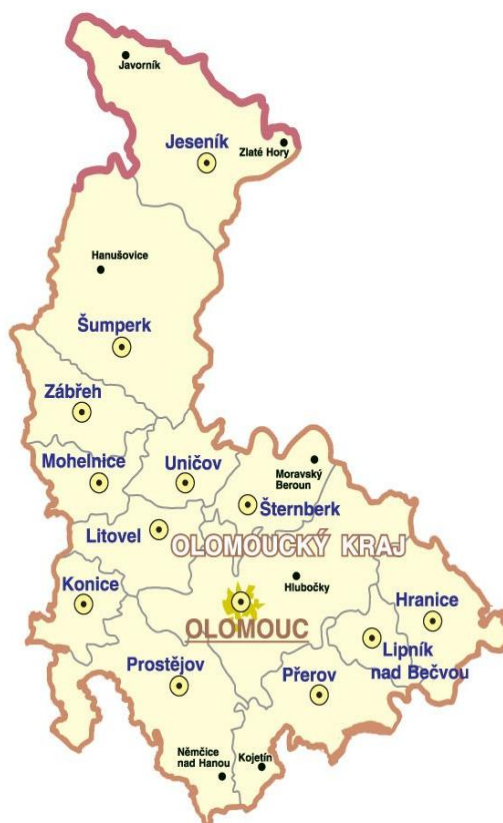 Javorník
Jeseník
Zlaté Hory
Hanušovice
Šumperk
Zábřeh
Mohelnice
Uničov
Moravský
Beroun
Šternberk
Litovel
OLOMOUCKÝ KRAJ
Konice
Hlubočky
Hranice
OLOMOUC
Lipník
nad Bečvou
Prostějov
Přerov
Němčice
nad Hanou
Kojetín